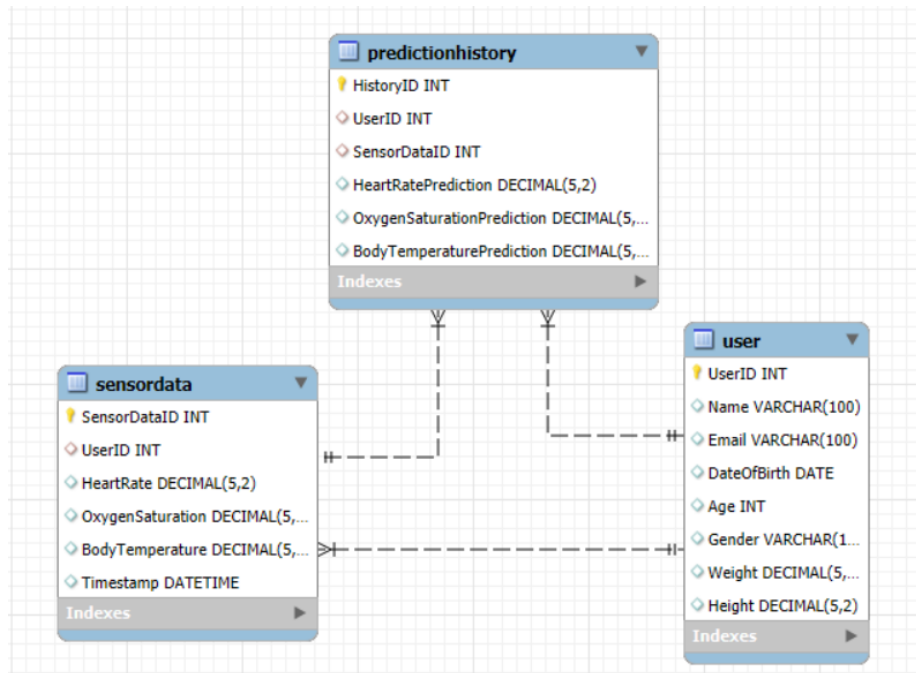 predictionhistory
HistoryID INT
UserID INT
SensorDataID INT
HeartRatePrediction DECIMAL(5,2)
OxygenSaturationPrediction DECIMAL(5,...
BodyTemperaturePrediction DECIMAL(5,...
Indexes
sensordata
SensorDataID INT
UserID INT
HeartRate DECIMAL(5,2)
OxygenSaturation DECIMAL(5,...
BodyTemperature DECIMAL(5,...
Timestamp DATETIME
Indexes
user
UserID INT
Name VARCHAR(100)
Email VARCHAR(100)
DateOfBirth DATE
Age INT
Gender VARCHAR(1...
Weight DECIMAL(5,...
Height DECIMAL(5,2)
Indexes